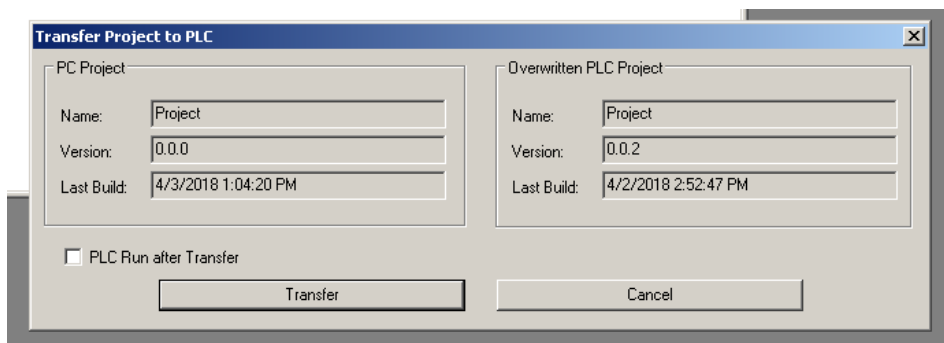 Transfer Project to PLC
PC Project
Name: Project
Version: 0.0.0
Last Build: 4/3/2018 1:04:20 PM
Overwritten PLC Project
Name: Project
Version: 0.0.2
Last Build: 4/2/2018 2:52:47 PM
PLC Run after Transfer
Transfer
Cancel